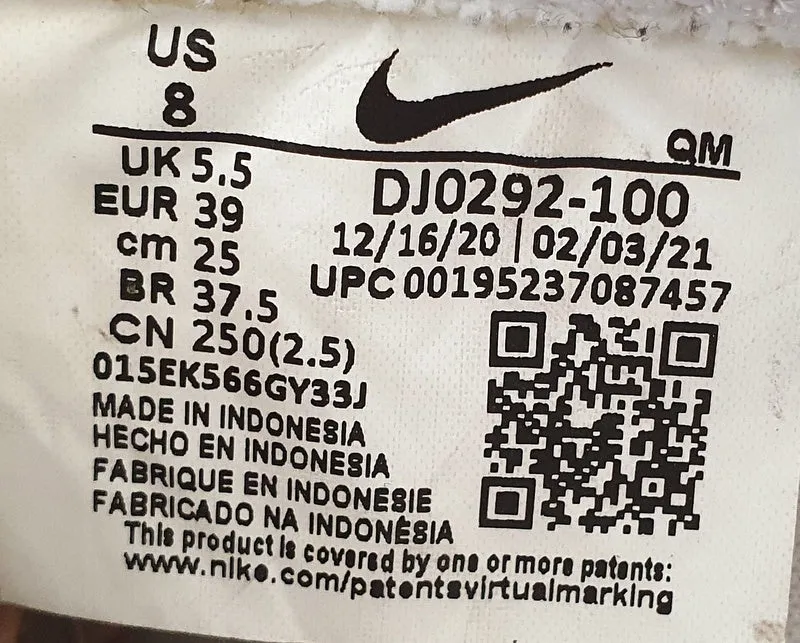 US
8
QM
UK 5.5
EUR 39
cm 25
BR 37.5
CN 250(2.5)
DJ0292-100
12/16/20 | 02/03/21
UPC 00195237087457
015EK566GY33J
MADE IN INDONESIA
HECHO EN INDONESIA
FABRIQUE EN INDONESIE
FABRICADO NA INDONÉSIA
This product is covered by one or more patents:
www.nike.com/patentsvirtualmarking